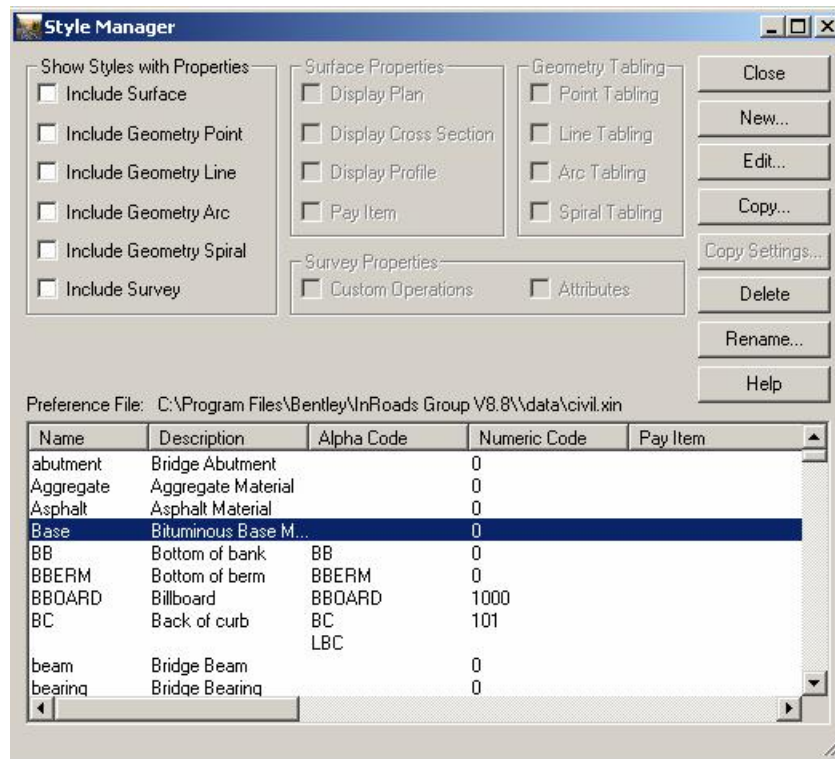 Style Manager
Show Styles with Properties
Include Surface
Include Geometry Point
Include Geometry Line
Include Geometry Arc
Include Geometry Spiral
Include Survey
Surface Properties
Display Plan
Display Cross Section
Display Profile
Pay Item
Geometry Tabling
Point Tabling
Line Tabling
Arc Tabling
Spiral Tabling
Survey Properties
Custom Operations Attributes
Close
New...
Edit...
Copy...
Copy Settings...
Delete
Rename...
Help
Preference File: C:\Program Files\Bentley\InRoads Group V8.8\\data\civil.xin
Name Description Alpha Code Numeric Code Pay Item
abutment Bridge Abutment 0
Aggregate Aggregate Material 0
Asphalt Asphalt Material 0
Base Bituminous Base M... 0
BB Bottom of bank BB 0
BBERM Bottom of berm BBERM 0
BBOARD Billboard BBOARD 1000
BC Back of curb BC 101
LBC
beam Bridge Beam 0
bearing Bridge Bearing 0